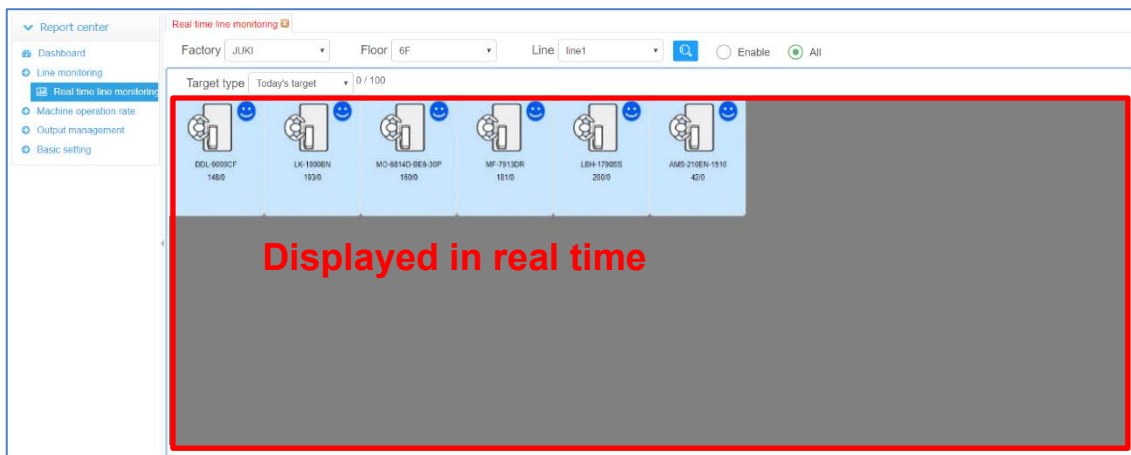 Report center
Dashboard
Line monitoring
Real time line monitoring
Machine operation rate
Output management
Basic setting
Real time line monitoring
Factory JUKI Floor 6F Line line1 Enable All
Target type Today's target 0 / 100
DDL-9000CF LK-1900BN MO-6814D-BE6-30P MF-7913DR LBH-1790SS AMS-210EN-1510
148/0 193/0 169/0 181/0 200/0 42/0
Displayed in real time